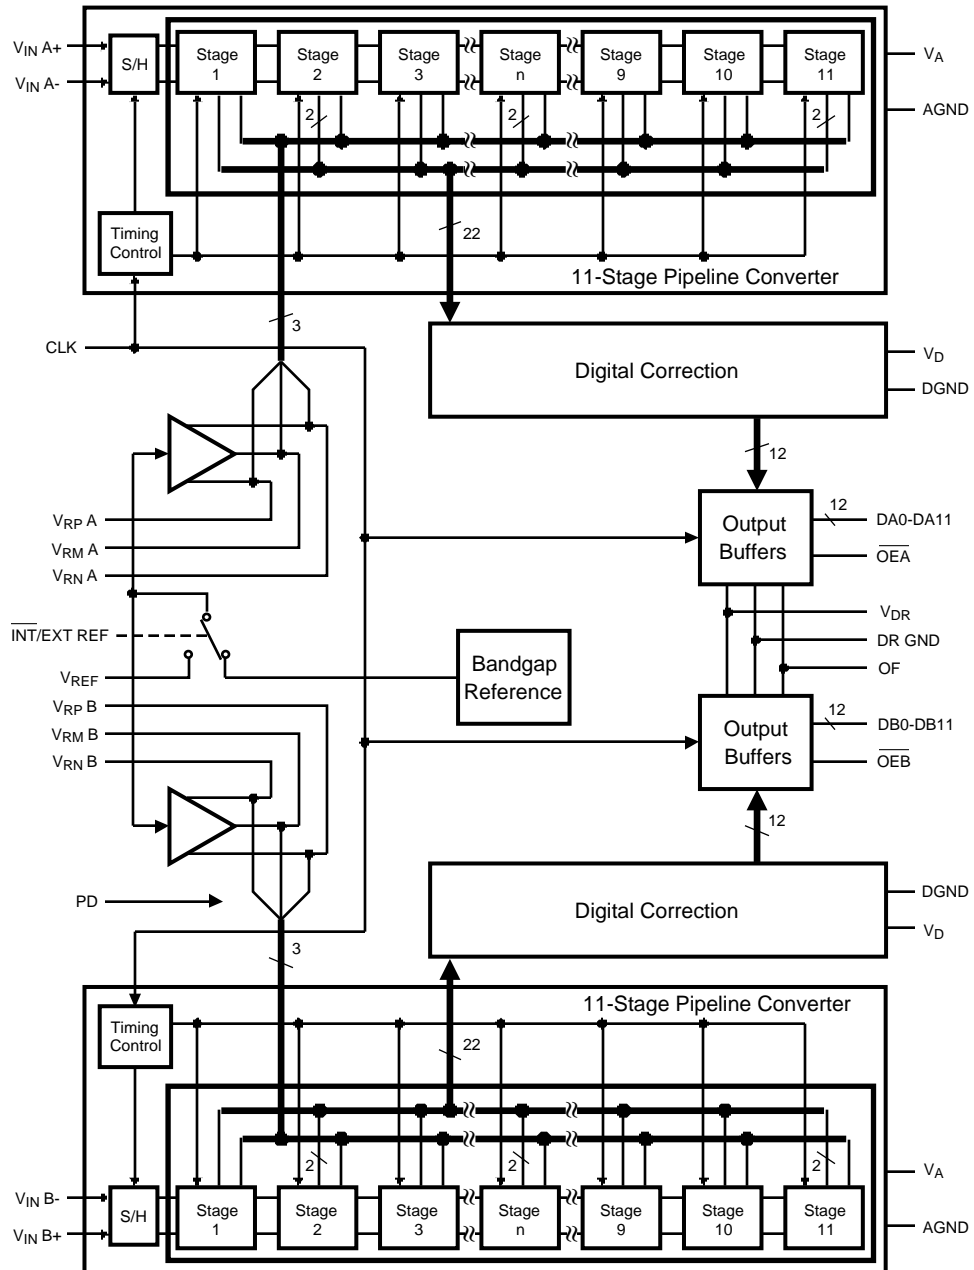 V_IN A+
V_IN A-
S/H
Stage 1
Stage 2
Stage 3
Stage n
Stage 9
Stage 10
Stage 11
V_A
AGND
2
2
2
Timing Control
22
11-Stage Pipeline Converter
3
CLK
Digital Correction
V_D
DGND
12
V_RP A
V_RM A
V_RN A
Output Buffers
12
DA0-DA11
O̅E̅A̅
I̅N̅T̅/EXT REF
V_DR
DR GND
OF
V_REF
Bandgap Reference
V_RP B
V_RM B
V_RN B
Output Buffers
12
DB0-DB11
O̅E̅B̅
12
PD
Digital Correction
DGND
V_D
3
11-Stage Pipeline Converter
Timing Control
22
2
2
2
V_A
AGND
V_IN B-
V_IN B+
S/H
Stage 1
Stage 2
Stage 3
Stage n
Stage 9
Stage 10
Stage 11